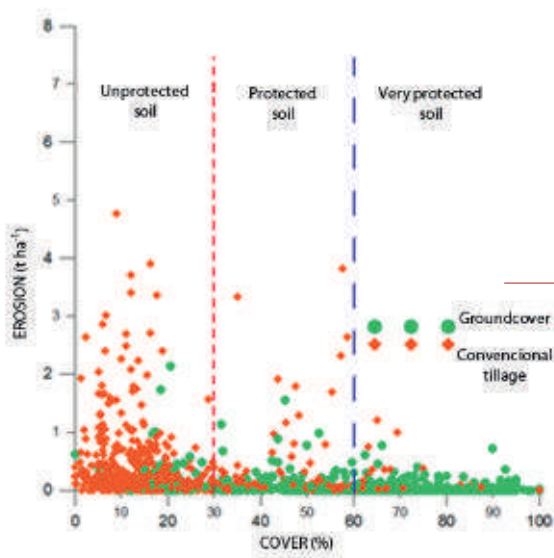 8
7
6
5
4
3
2
1
0
EROSION (t ha⁻¹)
Unprotected
soil
Protected
soil
Very protected
soil
Groundcover
Convencional
tillage
0 10 20 30 40 50 60 70 80 90 100
COVER (%)